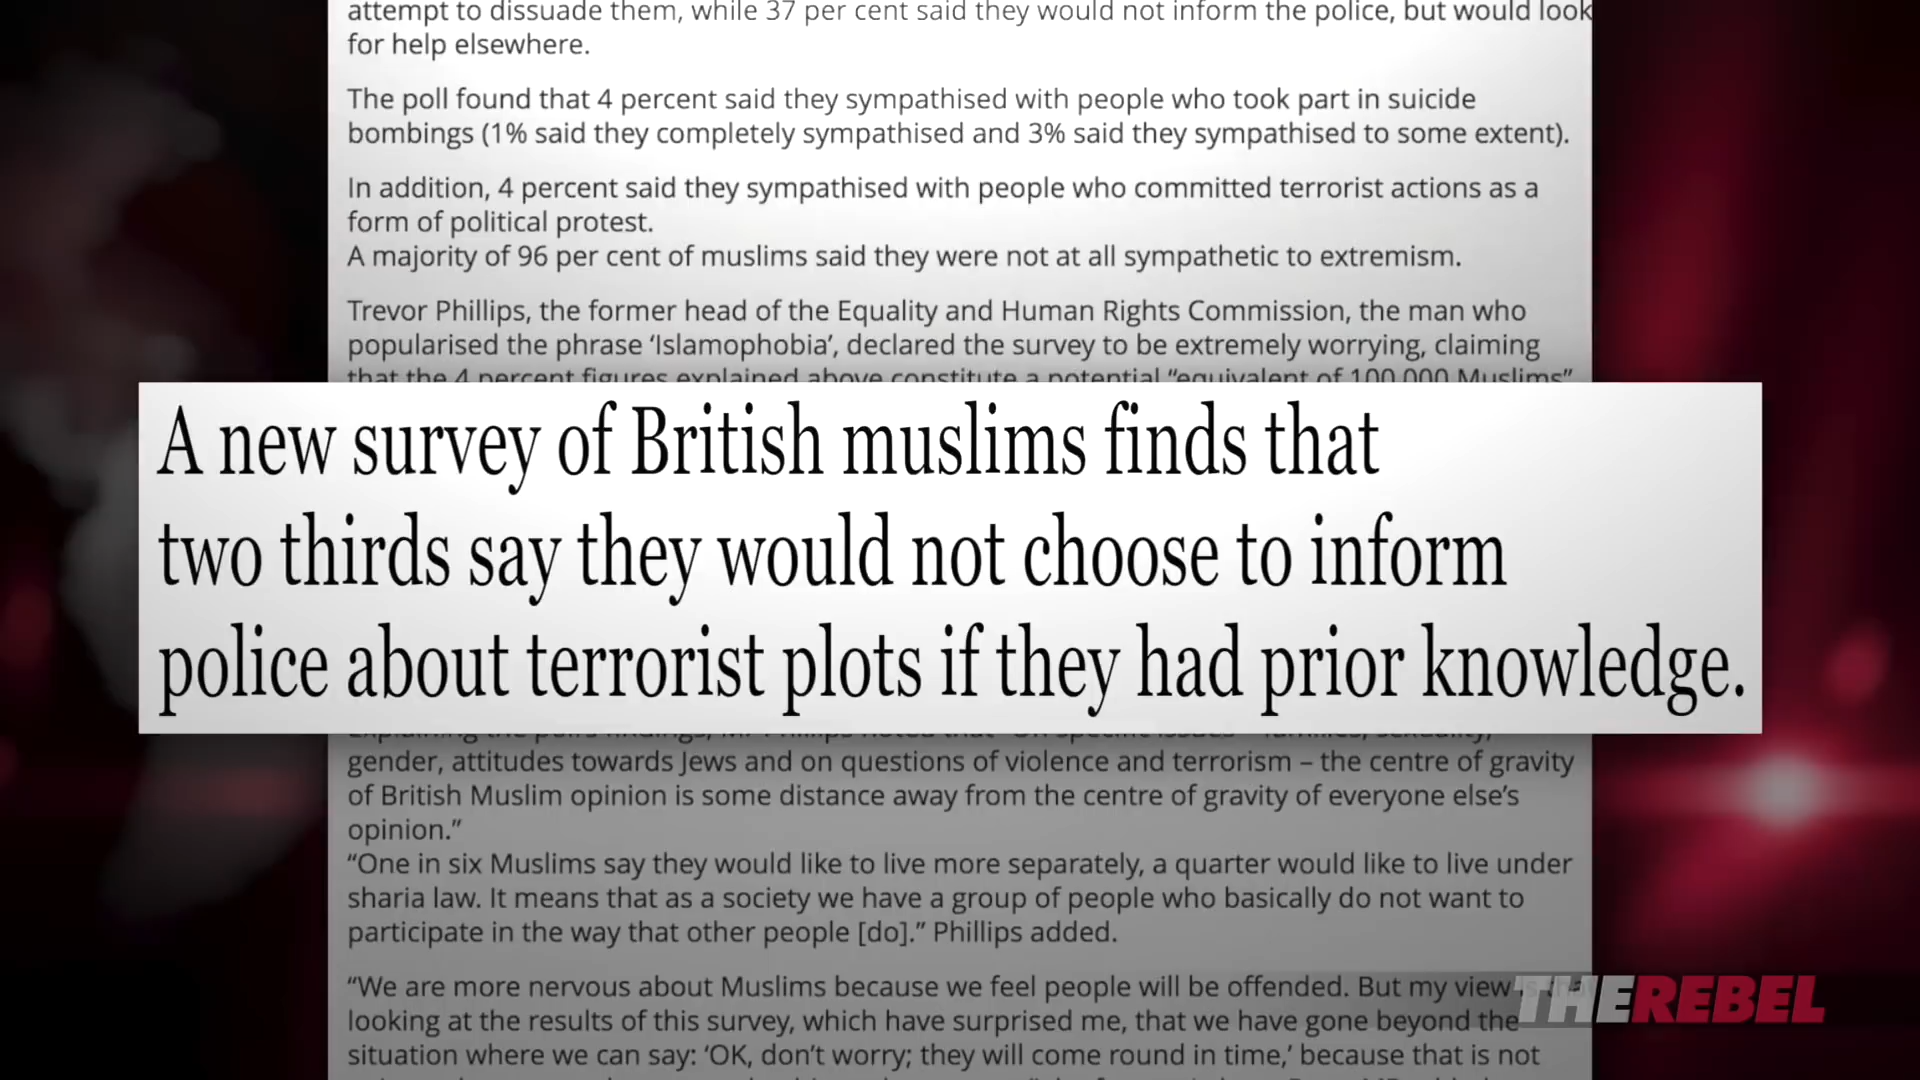 attempt to dissuade them, while 37 per cent said they would not inform the police, but would look
for help elsewhere.
The poll found that 4 percent said they sympathised with people who took part in suicide
bombings (1% said they completely sympathised and 3% said they sympathised to some extent).
In addition, 4 percent said they sympathised with people who committed terrorist actions as a
form of political protest.
A majority of 96 per cent of muslims said they were not at all sympathetic to extremism.
Trevor Phillips, the former head of the Equality and Human Rights Commission, the man who
popularised the phrase ‘Islamophobia’, declared the survey to be extremely worrying, claiming
that the 4 percent figures explained above constitute a potential “equivalent of 100,000 Muslims”
A new survey of British muslims finds that
two thirds say they would not choose to inform
police about terrorist plots if they had prior knowledge.
gender, attitudes towards Jews and on questions of violence and terrorism – the centre of gravity
of British Muslim opinion is some distance away from the centre of gravity of everyone else’s
opinion.”
“One in six Muslims say they would like to live more separately, a quarter would like to live under
sharia law. It means that as a society we have a group of people who basically do not want to
participate in the way that other people [do].” Phillips added.
“We are more nervous about Muslims because we feel people will be offended. But my view
THEREBEL
looking at the results of this survey, which have surprised me, that we have gone beyond the
situation where we can say: ‘OK, don’t worry; they will come round in time,’ because that is not